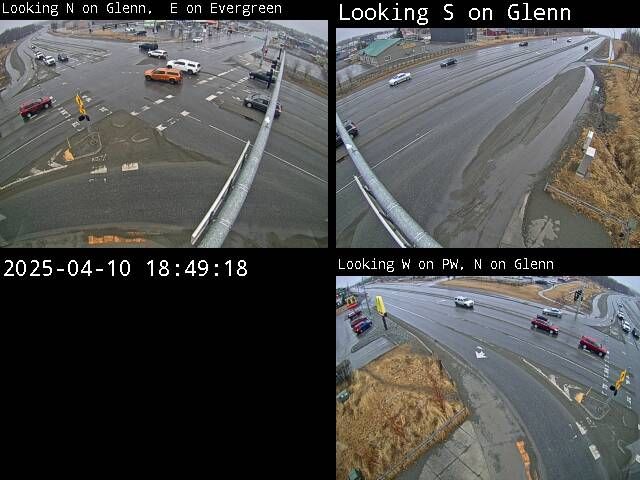 Looking N on Glenn, E on Evergreen
Looking S on Glenn
2025-04-10 18:49:18
Looking W on PW, N on Glenn